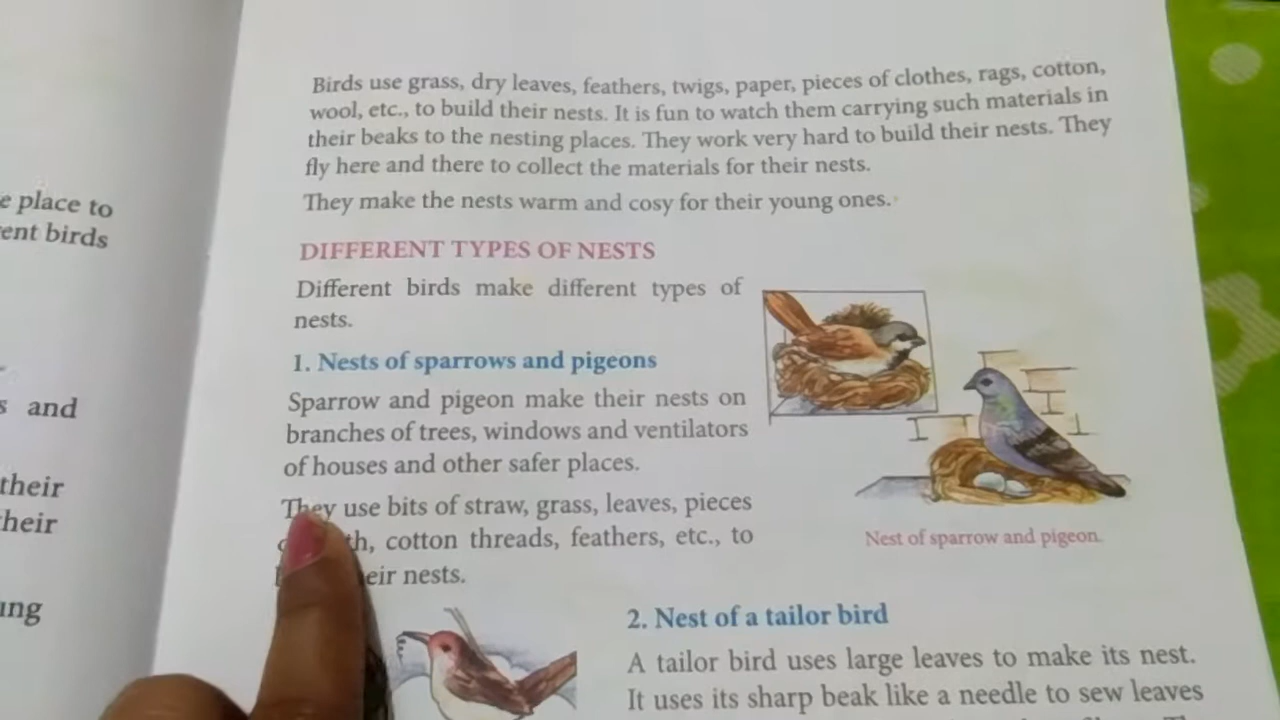 e place to
ent birds
s and
their
heir
ung
Birds use grass, dry leaves, feathers, twigs, paper, pieces of clothes, rags, cotton,
wool, etc., to build their nests. It is fun to watch them carrying such materials in
their beaks to the nesting places. They work very hard to build their nests. They
fly here and there to collect the materials for their nests.
They make the nests warm and cosy for their young ones.
DIFFERENT TYPES OF NESTS
Different birds make different types of
nests.
1. Nests of sparrows and pigeons
Sparrow and pigeon make their nests on
branches of trees, windows and ventilators
of houses and other safer places.
They use bits of straw, grass, leaves, pieces
th, cotton threads, feathers, etc., to
eir nests.
Nest of sparrow and pigeon.
2. Nest of a tailor bird
A tailor bird uses large leaves to make its nest.
It uses its sharp beak like a needle to sew leaves